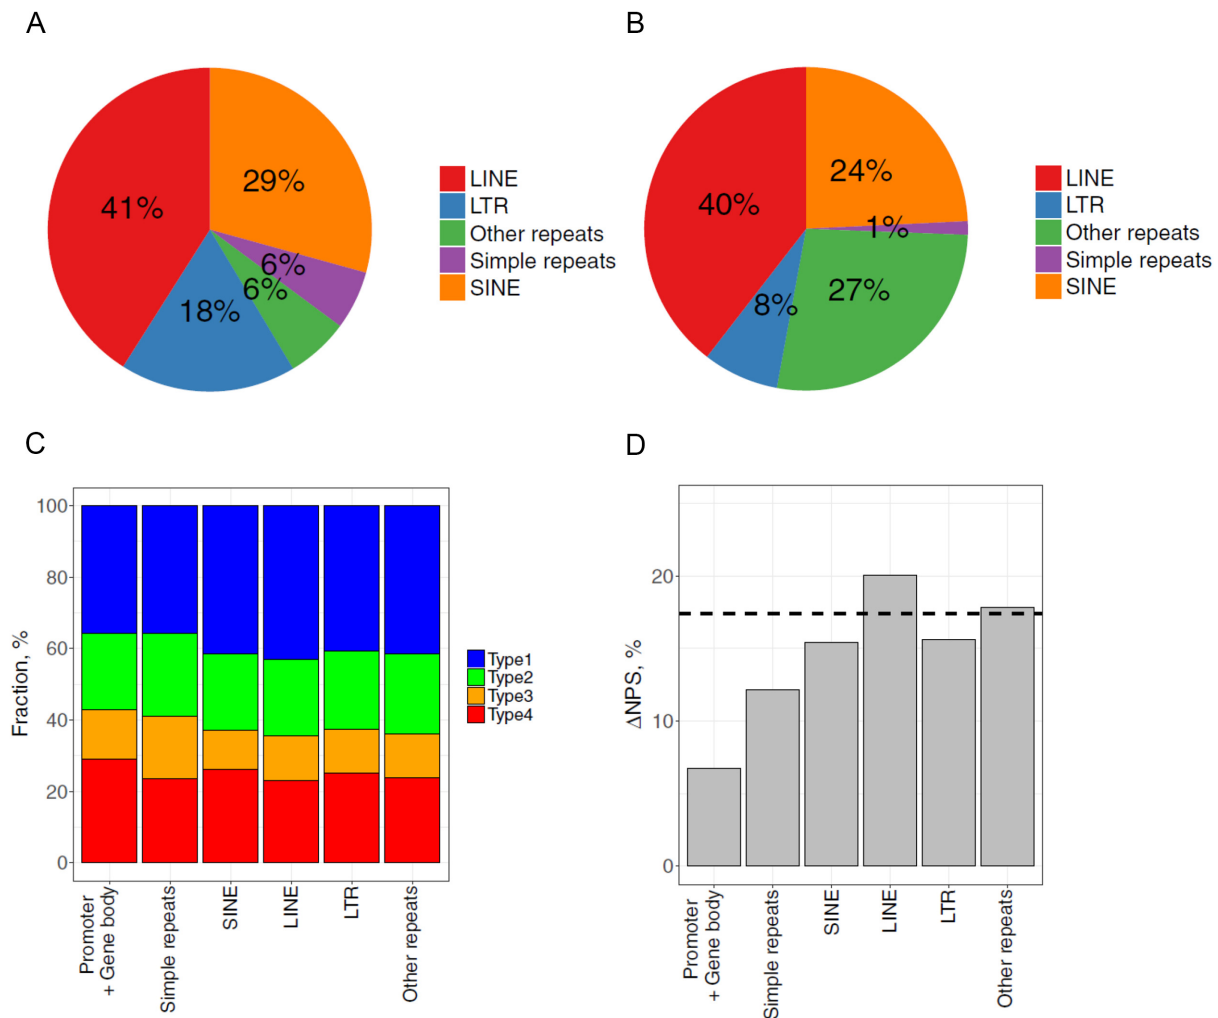 A
B
41%
29%
6%
6%
18%
LINE
LTR
Other repeats
Simple repeats
SINE
40%
24%
1%
27%
8%
LINE
LTR
Other repeats
Simple repeats
SINE
C
D
Fraction, %
100
80
60
40
20
0
Promoter
+ Gene body
Simple repeats
SINE
LINE
LTR
Other repeats
Type1
Type2
Type3
Type4
ΔNPS, %
20
10
0
Promoter
+ Gene body
Simple repeats
SINE
LINE
LTR
Other repeats